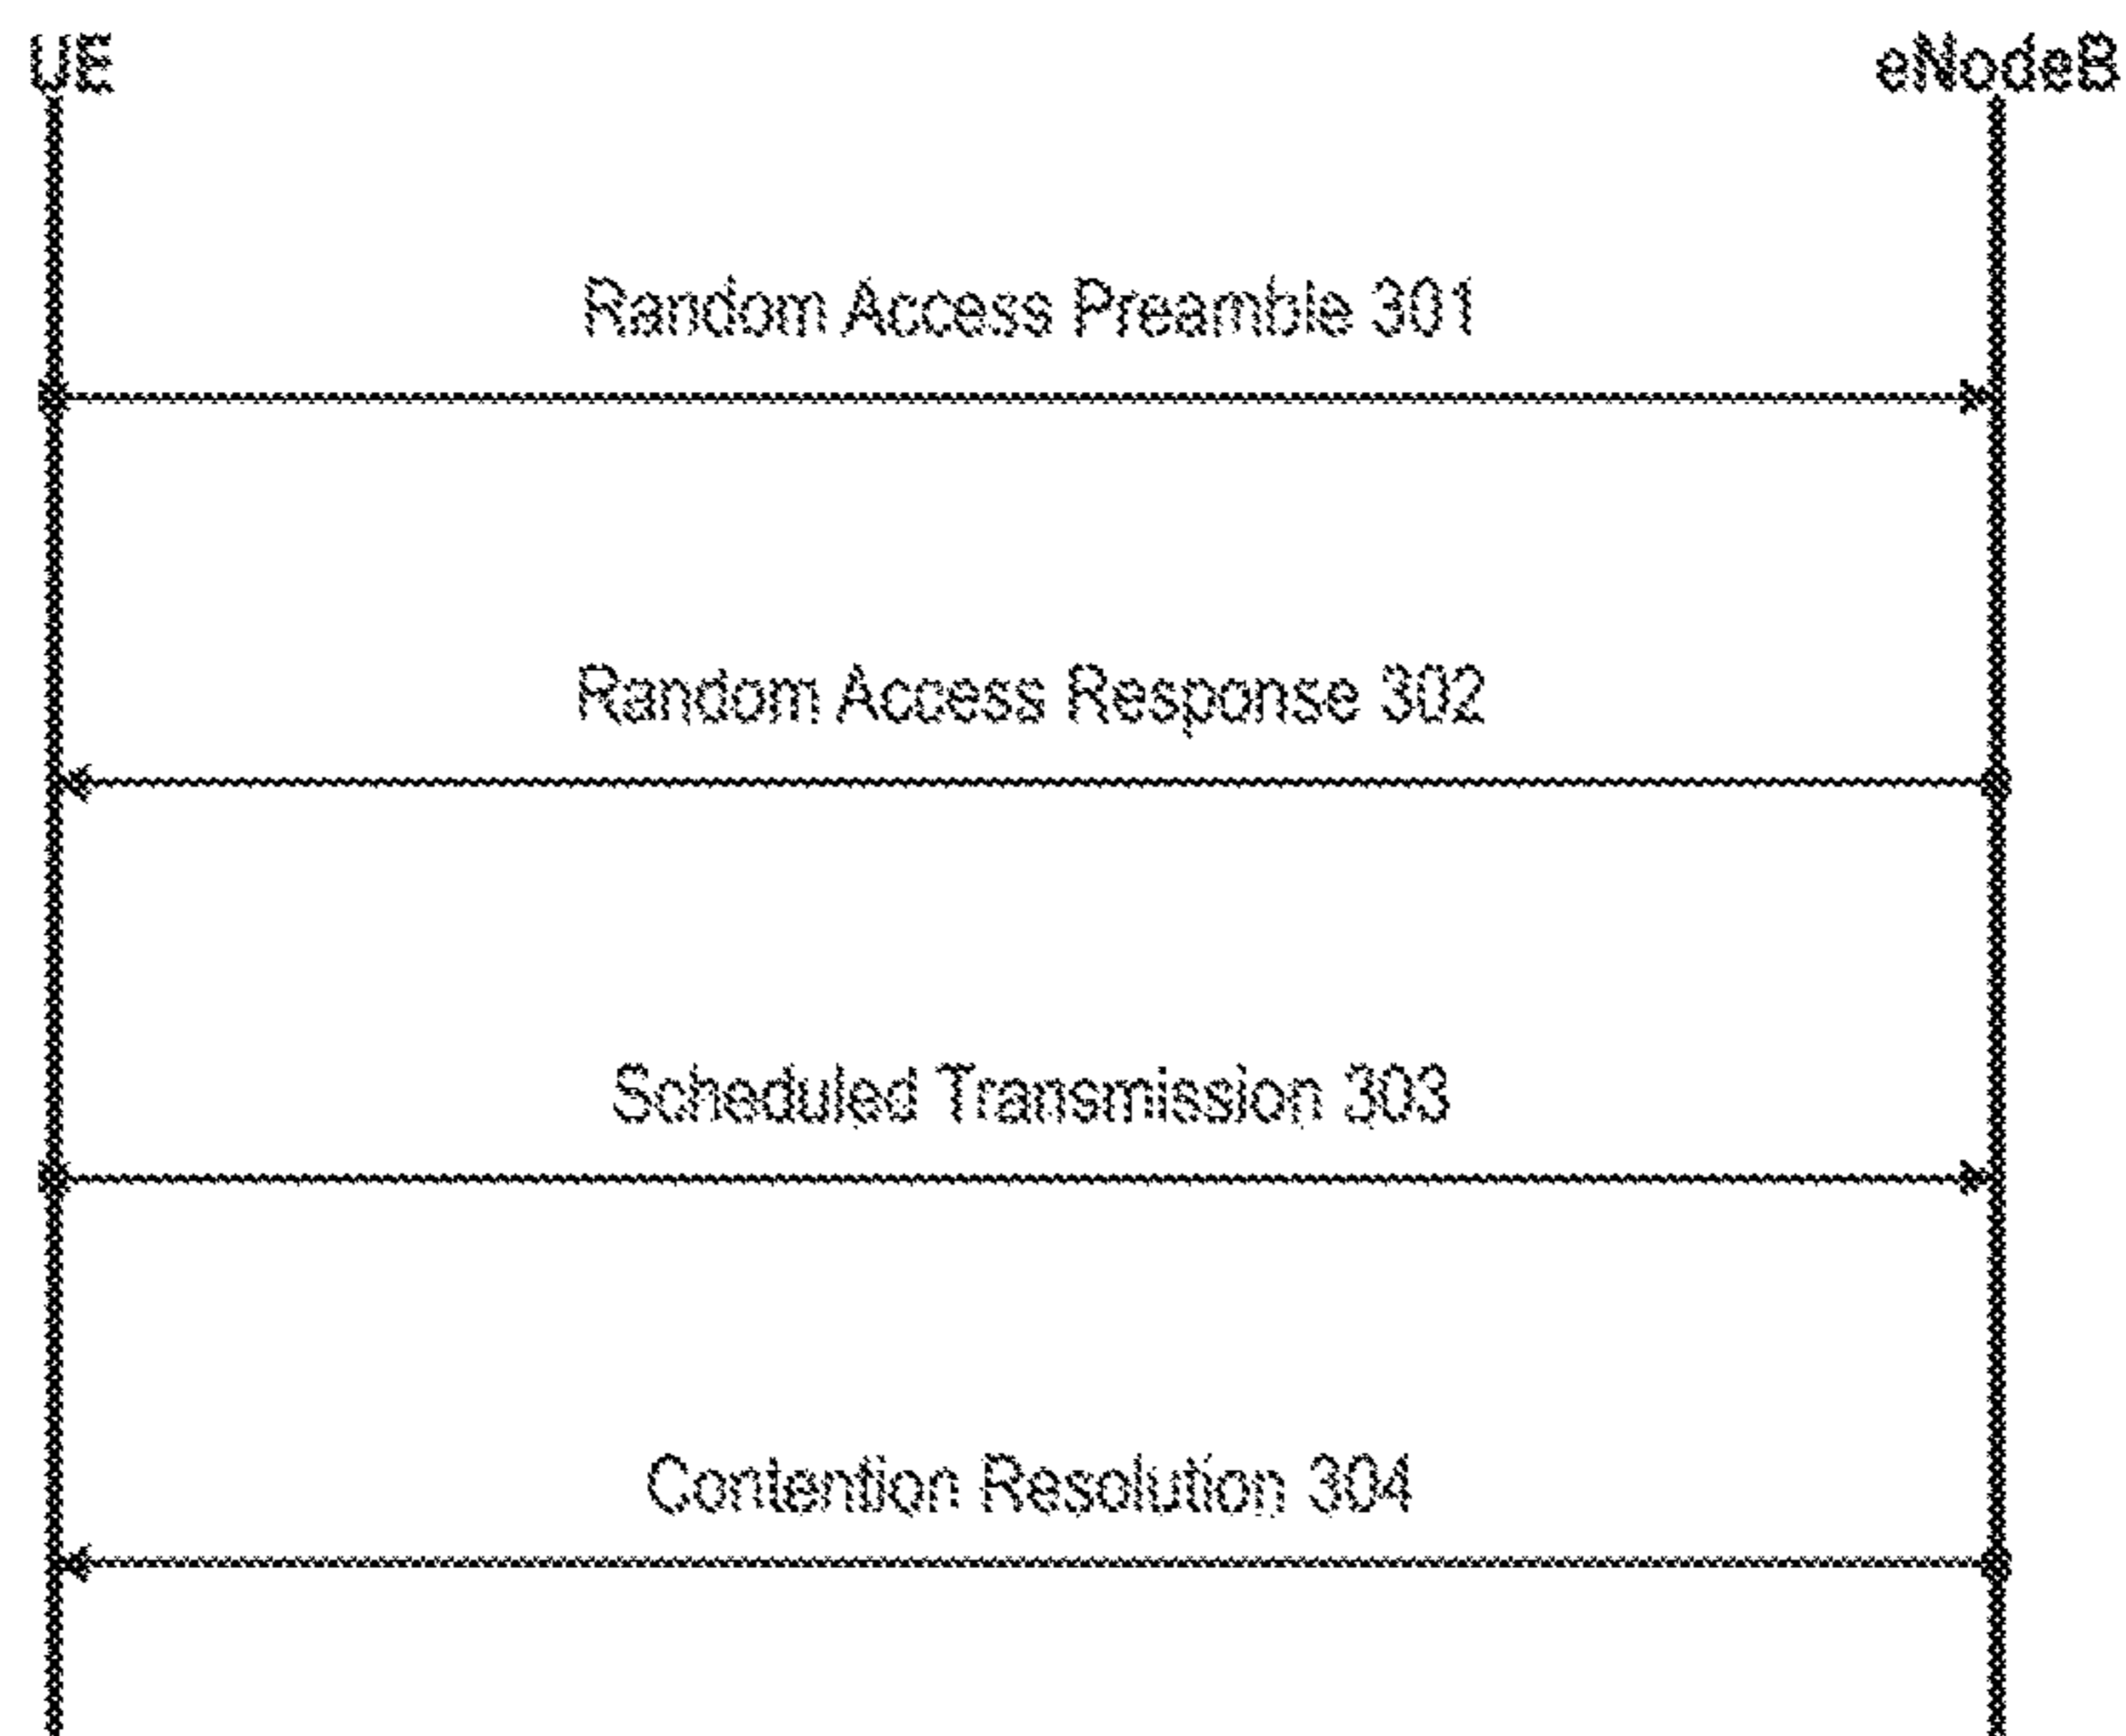 UE
eNodeB
Random Access Preamble 301
Random Access Response 302
Scheduled Transmission 303
Contention Resolution 304